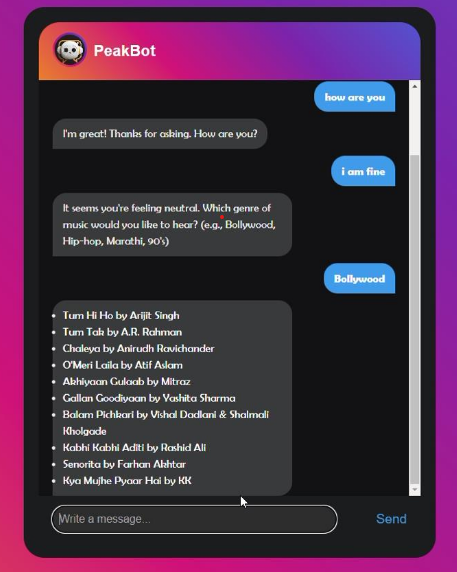 PeakBot
how are you
I'm great! Thanks for asking. How are you?
i am fine
It seems you're feeling neutral. Which genre of
music would you like to hear? (e.g., Bollywood,
Hip-hop, Marathi, 90's)
Bollywood
Tum Hi Ho by Arijit Singh
Tum Tak by A.R. Rahman
Chaleya by Anirudh Ravichander
O'Meri Laila by Atif Aslam
Akhiyaan Gulaab by Mitraz
Gallan Goodiyaan by Yashita Sharma
Balam Pichkari by Vishal Dadlani & Shalmali
Kholgade
Kabhi Kabhi Aditi by Rashid Ali
Senorita by Farhan Akhtar
Kya Mujhe Pyaar Hai by KK
Write a message...
Send